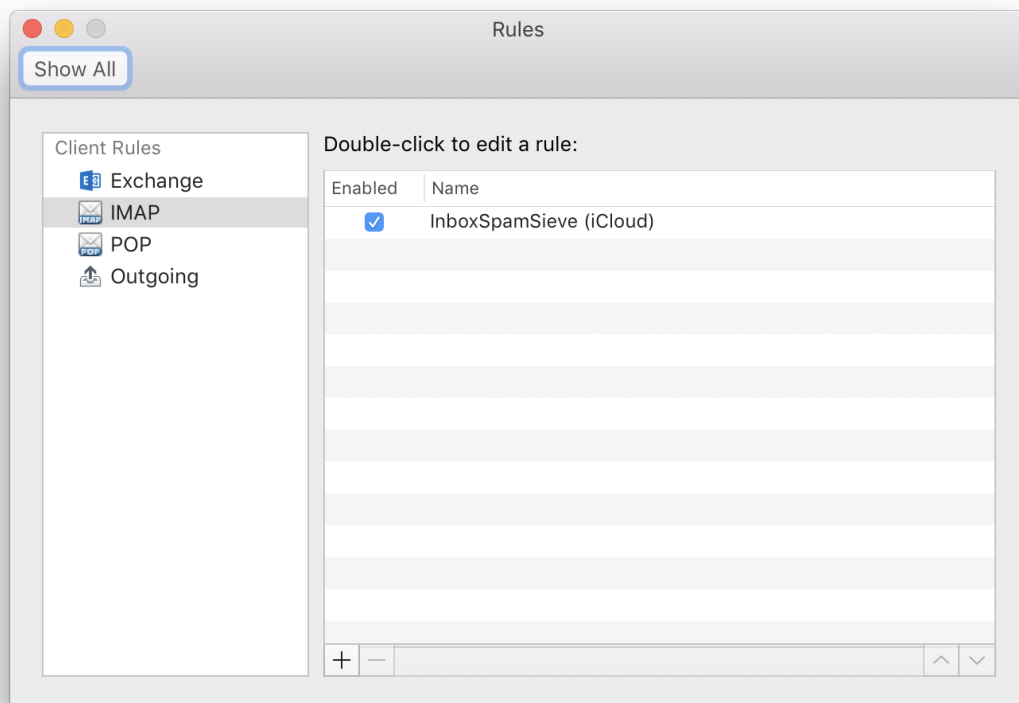 Rules
Show All
Client Rules
Exchange
IMAP
POP
Outgoing
Double-click to edit a rule:
Enabled Name
InboxSpamSieve (iCloud)